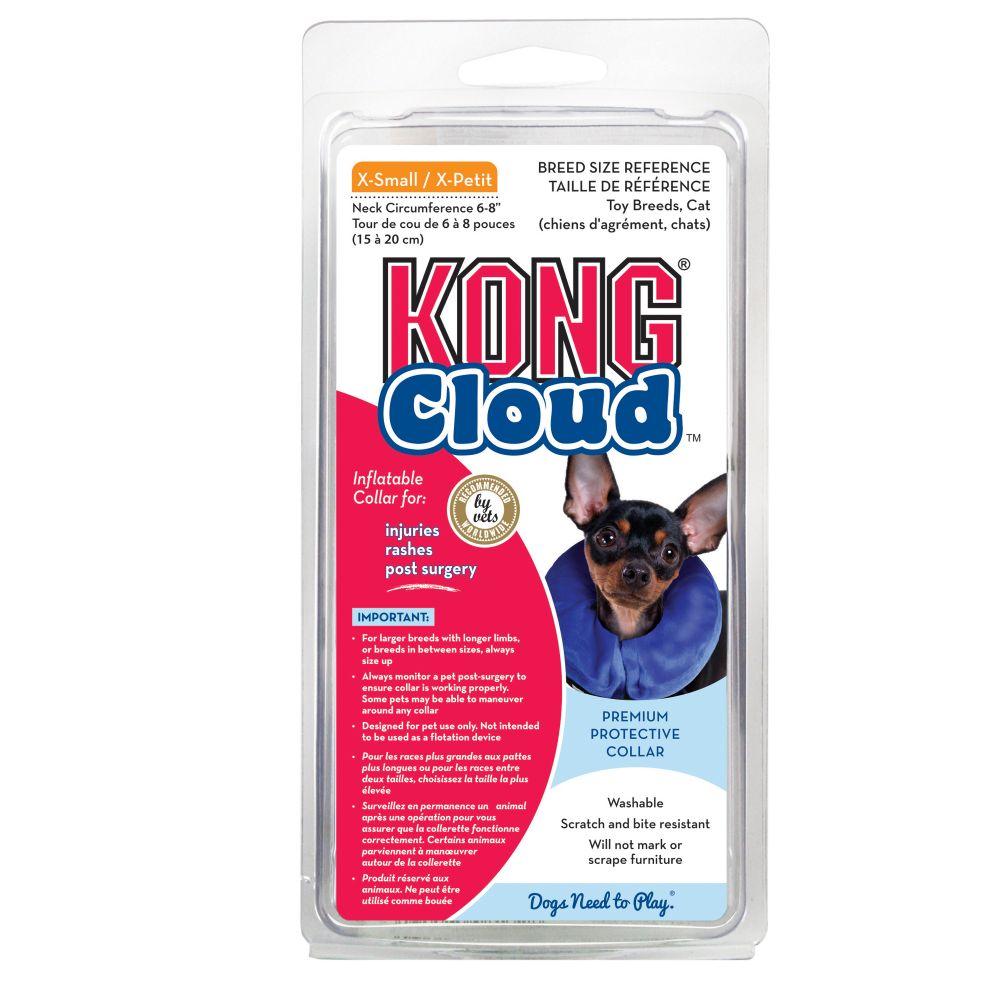 X-Small / X-Petit
Neck Circumference 6-8"
Tour de cou de 6 à 8 pouces
(15 à 20 cm)
BREED SIZE REFERENCE
TAILLE DE RÉFÉRENCE
Toy Breeds, Cat
(chiens d'agrément, chats)
KONG®
Cloud™
Inflatable
Collar for:
injuries
rashes
post surgery
RECOMMENDED
by
vets
WORLDWIDE
IMPORTANT:
• For larger breeds with longer limbs,
or breeds in between sizes, always
size up
• Always monitor a pet post-surgery to
ensure collar is working properly.
Some pets may be able to maneuver
around any collar
• Designed for pet use only. Not intended
to be used as a flotation device
• Pour les races plus grandes aux pattes
plus longues ou pour les races entre
deux tailles, choisissez la taille la plus
élevée
• Surveillez en permanence un animal
après une opération pour vous
assurer que la collerette fonctionne
correctement. Certains animaux
parviennent à manœuvrer
autour de la collerette
• Produit réservé aux
animaux. Ne peut être
utilisé comme bouée
PREMIUM
PROTECTIVE
COLLAR
Washable
Scratch and bite resistant
Will not mark or
scrape furniture
Dogs Need to Play.®